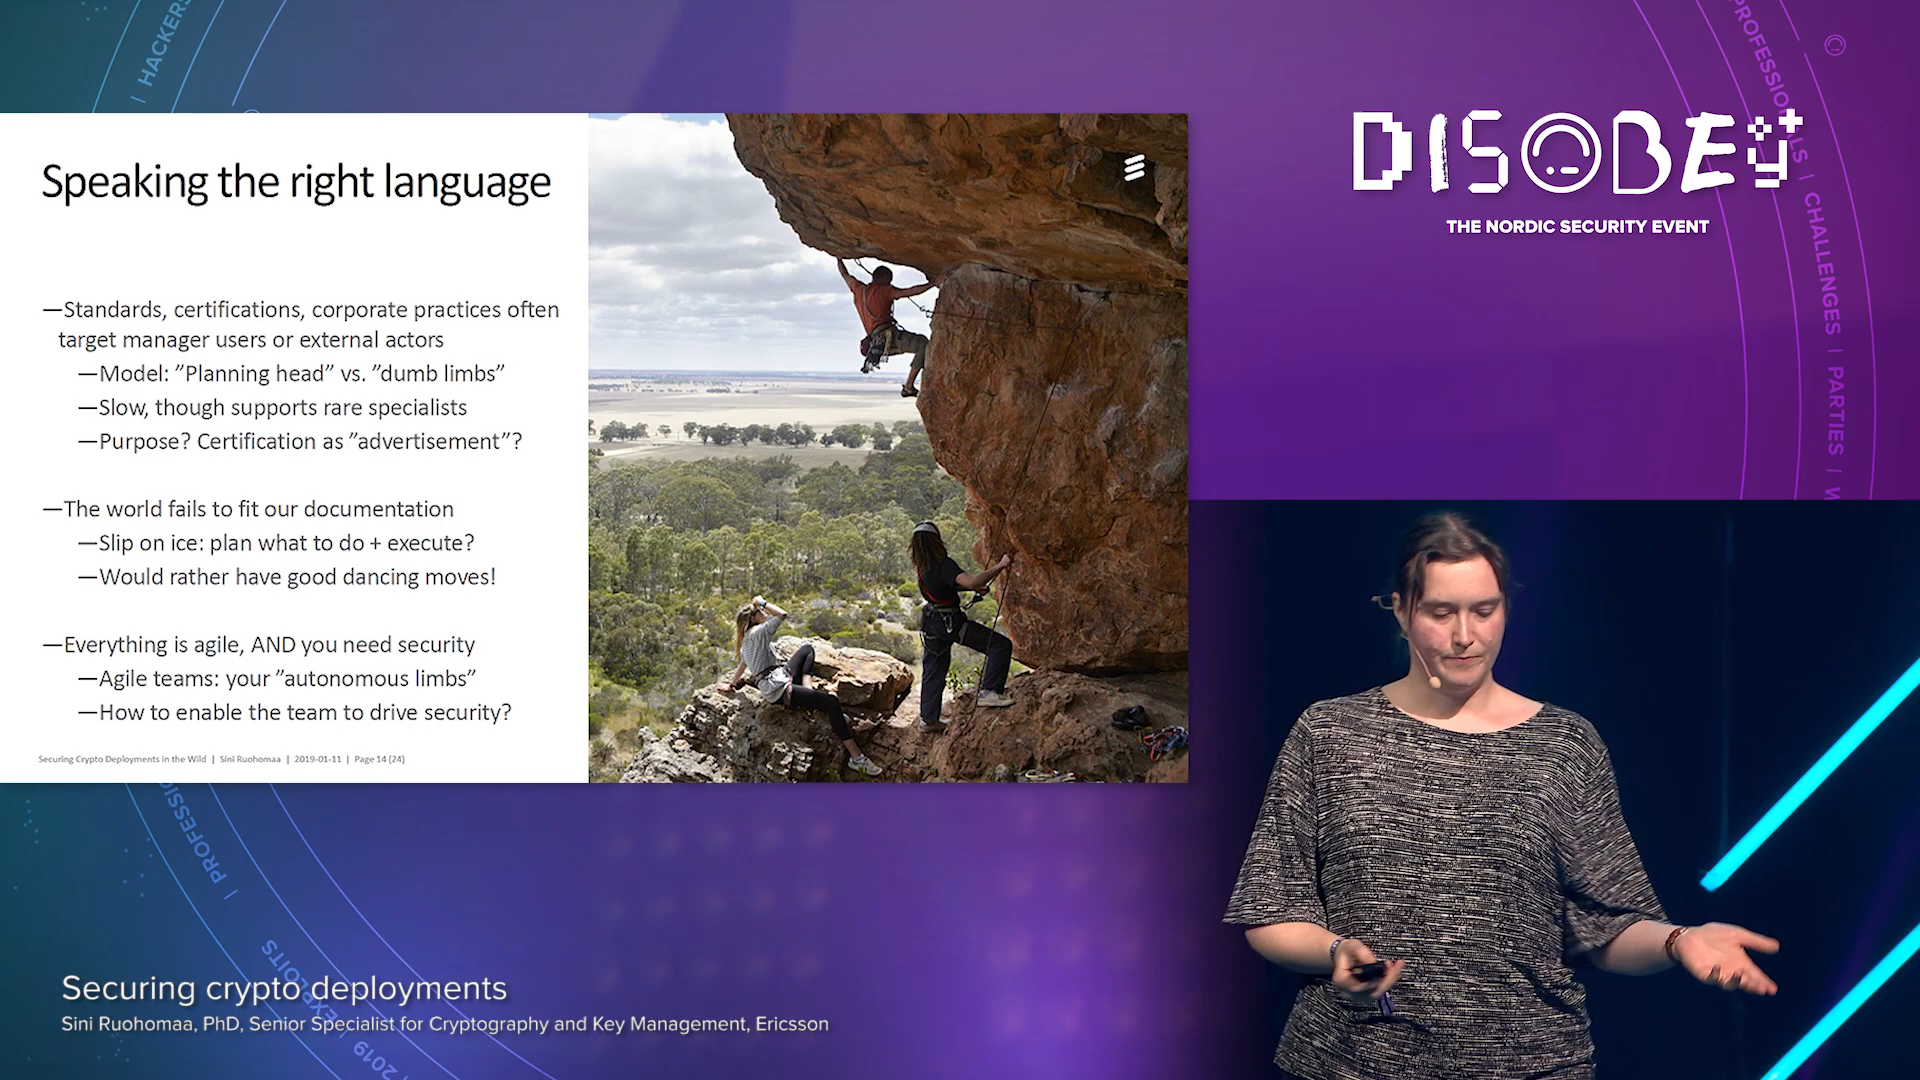 HACKERS
PROFESSIONALS | CHALLENGES | PARTIES /
DISOBEY
THE NORDIC SECURITY EVENT
Speaking the right language
—Standards, certifications, corporate practices often
target manager users or external actors
—Model: ”Planning head” vs. ”dumb limbs”
—Slow, though supports rare specialists
—Purpose? Certification as ”advertisement”?
—The world fails to fit our documentation
—Slip on ice: plan what to do + execute?
—Would rather have good dancing moves!
—Everything is agile, AND you need security
—Agile teams: your ”autonomous limbs”
—How to enable the team to drive security?
Securing Crypto Deployments in the Wild | Sini Ruohomaa | 2019-01-11 | Page 14 (24)
EXPLOITS
2019
Securing crypto deployments
Sini Ruohomaa, PhD, Senior Specialist for Cryptography and Key Management, Ericsson